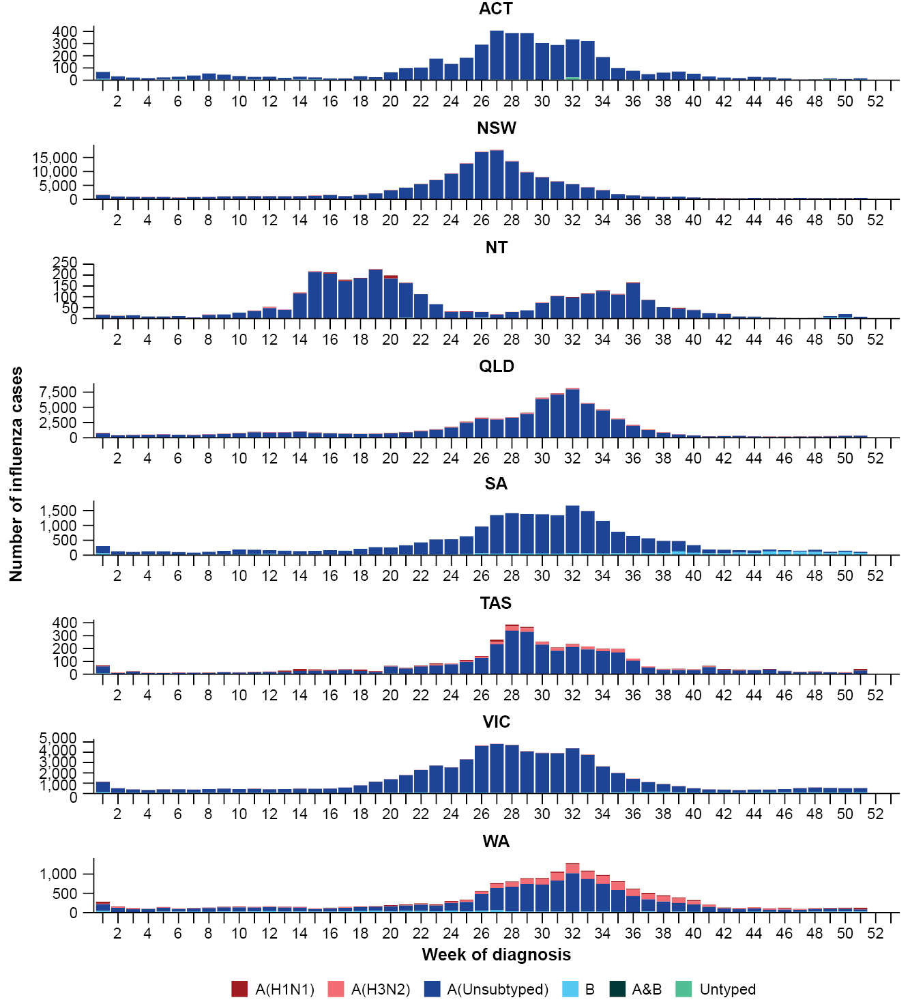 Number of influenza cases
ACT
400
300
200
100
0
2 4 6 8 10 12 14 16 18 20 22 24 26 28 30 32 34 36 38 40 42 44 46 48 50 52
NSW
15,000
10,000
5,000
0
2 4 6 8 10 12 14 16 18 20 22 24 26 28 30 32 34 36 38 40 42 44 46 48 50 52
NT
250
200
150
100
50
0
2 4 6 8 10 12 14 16 18 20 22 24 26 28 30 32 34 36 38 40 42 44 46 48 50 52
QLD
7,500
5,000
2,500
0
2 4 6 8 10 12 14 16 18 20 22 24 26 28 30 32 34 36 38 40 42 44 46 48 50 52
SA
1,500
1,000
500
0
2 4 6 8 10 12 14 16 18 20 22 24 26 28 30 32 34 36 38 40 42 44 46 48 50 52
TAS
400
300
200
100
0
2 4 6 8 10 12 14 16 18 20 22 24 26 28 30 32 34 36 38 40 42 44 46 48 50 52
VIC
5,000
4,000
3,000
2,000
1,000
0
2 4 6 8 10 12 14 16 18 20 22 24 26 28 30 32 34 36 38 40 42 44 46 48 50 52
WA
1,000
500
0
2 4 6 8 10 12 14 16 18 20 22 24 26 28 30 32 34 36 38 40 42 44 46 48 50 52
Week of diagnosis
A(H1N1) A(H3N2) A(Unsubtyped) B A&B Untyped